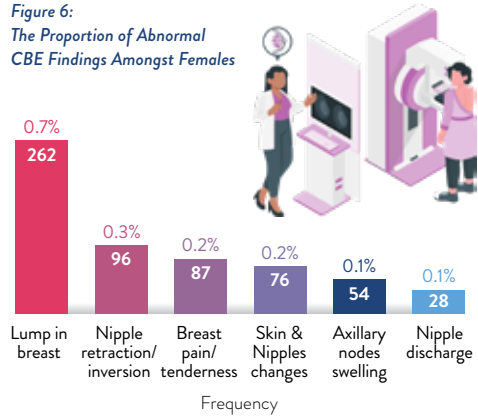 Figure 6:
The Proportion of Abnormal
CBE Findings Amongst Females
0.7%
262
0.3%
96
0.2%
87
0.2%
76
0.1%
54
0.1%
28
Lump in
breast
Nipple
retraction/
inversion
Breast
pain/
tenderness
Skin &
Nipples
changes
Axillary
nodes
swelling
Nipple
discharge
Frequency